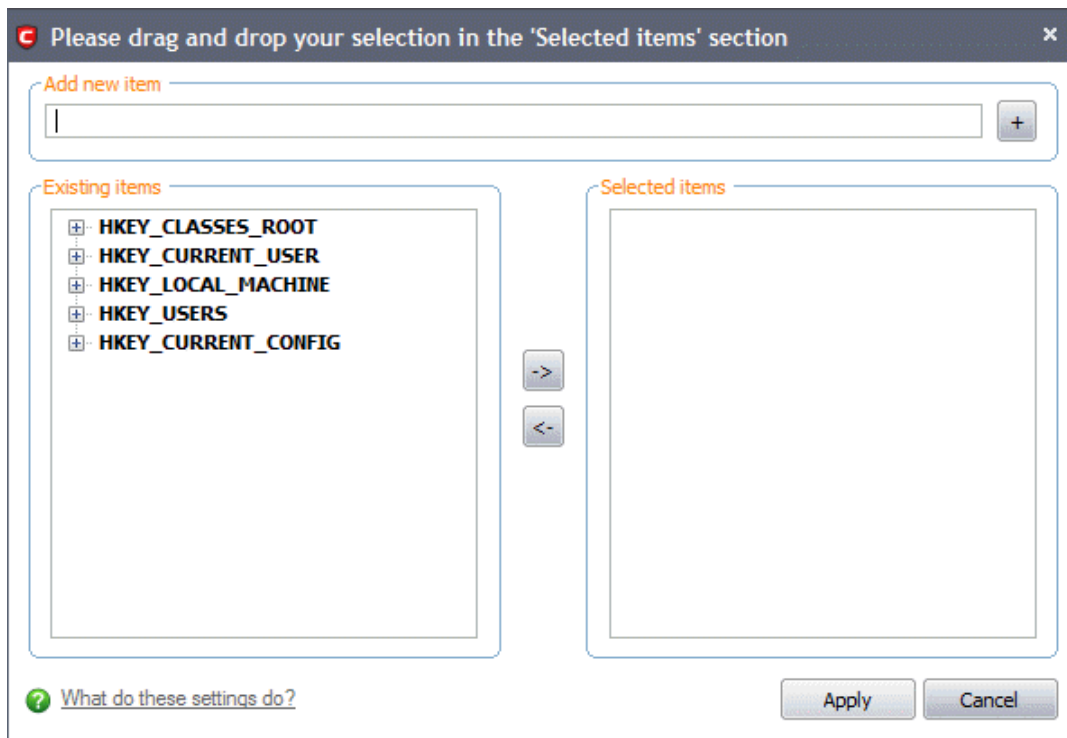 Please drag and drop your selection in the 'Selected items' section
Add new item
+
Existing items
HKEY_CLASSES_ROOT
HKEY_CURRENT_USER
HKEY_LOCAL_MACHINE
HKEY_USERS
HKEY_CURRENT_CONFIG
->
<-
Selected items
What do these settings do?
Apply
Cancel